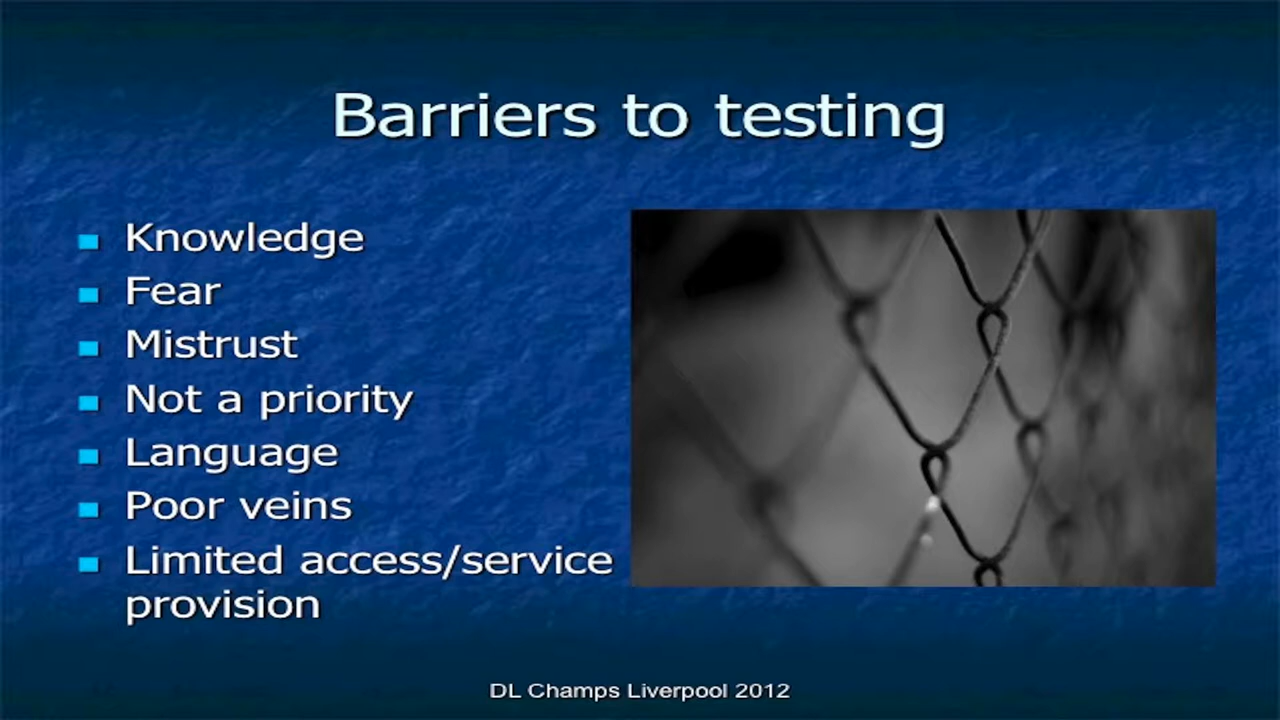 Barriers to testing
Knowledge
Fear
Mistrust
Not a priority
Language
Poor veins
Limited access/service
provision
DL Champs Liverpool 2012